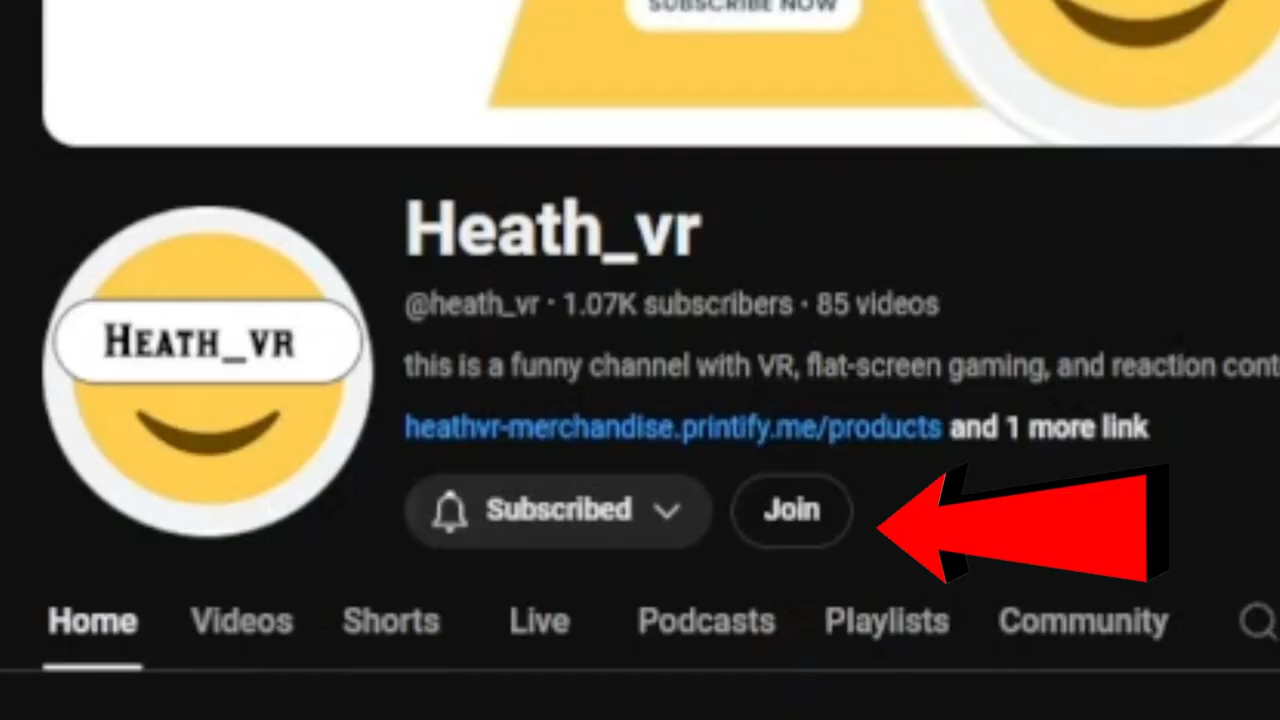 SUBSCRIBE NOW
Heath_vr
HEATH_VR
@heath_vr · 1.07K subscribers · 85 videos
this is a funny channel with VR, flat-screen gaming, and reaction cont
heathvr-merchandise.printify.me/products and 1 more link
Subscribed Join
Home Videos Shorts Live Podcasts Playlists Community